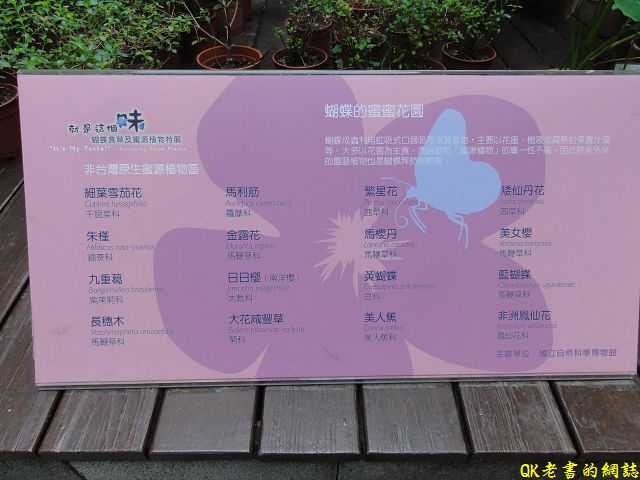 就是這個味
蝴蝶食草及蜜源植物特展
"It's My Taste!" Butterfly Food Plants
蝴蝶的蜜蜜花園
蝴蝶成蟲利用虹吸式口器吸取流質食物，主要以花蜜、樹液或腐熟的果實汁液
等，大多以花蜜為主食，而且對於「蜜源植物」的專一性不高，因此許多外來
的園藝植物也是蝴蝶拜訪的對象。
非台灣原生蜜源植物區
細葉雪茄花
Cuphea hyssopifolia
千屈菜科
馬利筋
Asclepias curassavica
蘿藦科
繁星花
Pentas lanceolata
茜草科
矮仙丹花
Ixora chinensis
茜草科
朱槿
Hibiscus rosa-sinensis
錦葵科
金露花
Duranta repens
馬鞭草科
馬櫻丹
Lantana camara
馬鞭草科
美女櫻
Verbena hortensis
馬鞭草科
九重葛
Bougainvillea brasiliensis
紫茉莉科
日日櫻（南洋櫻）
Jatropha integerrima
大戟科
黃蝴蝶
Caesalpinia pulcherrima
豆科
藍蝴蝶
Clerodendrum ugandense
馬鞭草科
長穗木
Stachytarpheta urticaefolia
馬鞭草科
大花咸豐草
Bidens pilosa var. radiata
菊科
美人蕉
Canna indica
美人蕉科
非洲鳳仙花
Impatiens walleriana
鳳仙花科
主辦單位：國立自然科學博物館
QK老書的網誌